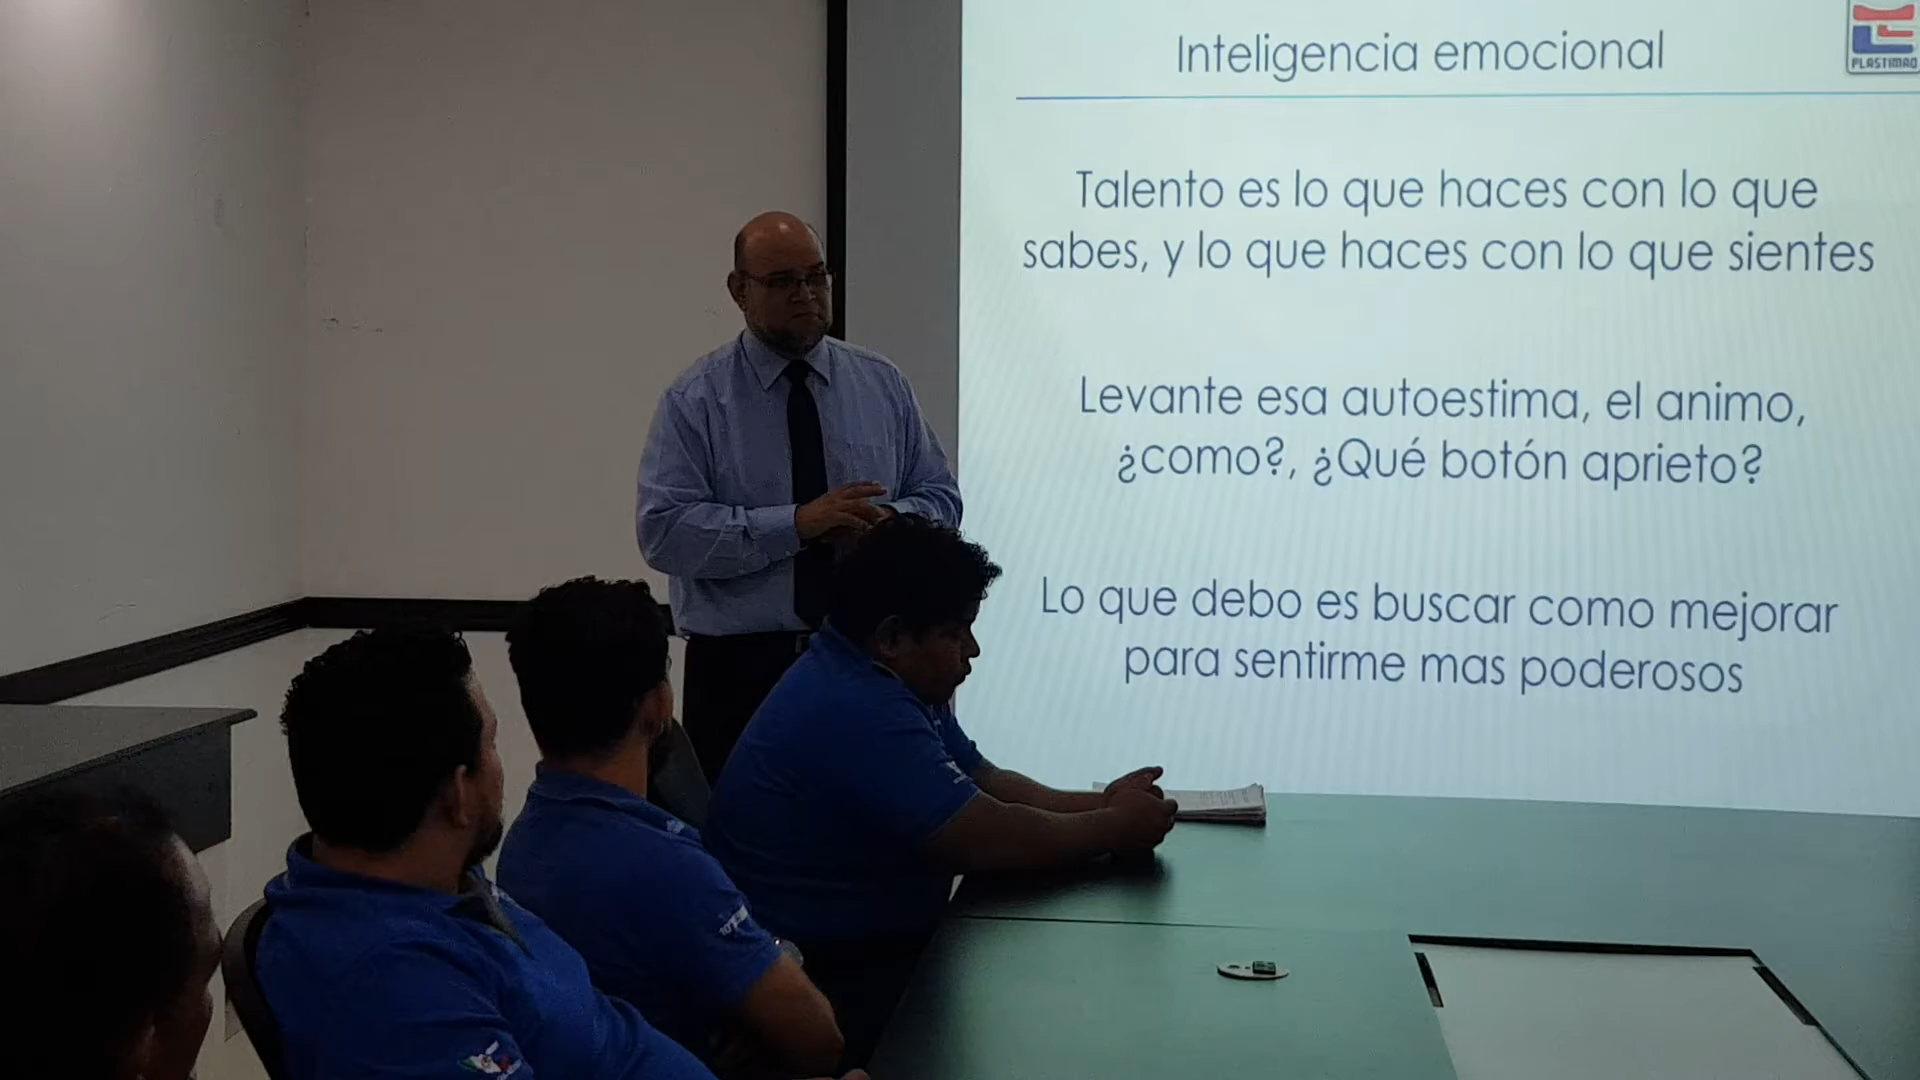 Inteligencia emocional
PLASTIMAQ
Talento es lo que haces con lo que
sabes, y lo que haces con lo que sientes
Levante esa autoestima, el animo,
¿como?, ¿Qué botón aprieto?
Lo que debo es buscar como mejorar
para sentirme mas poderosos